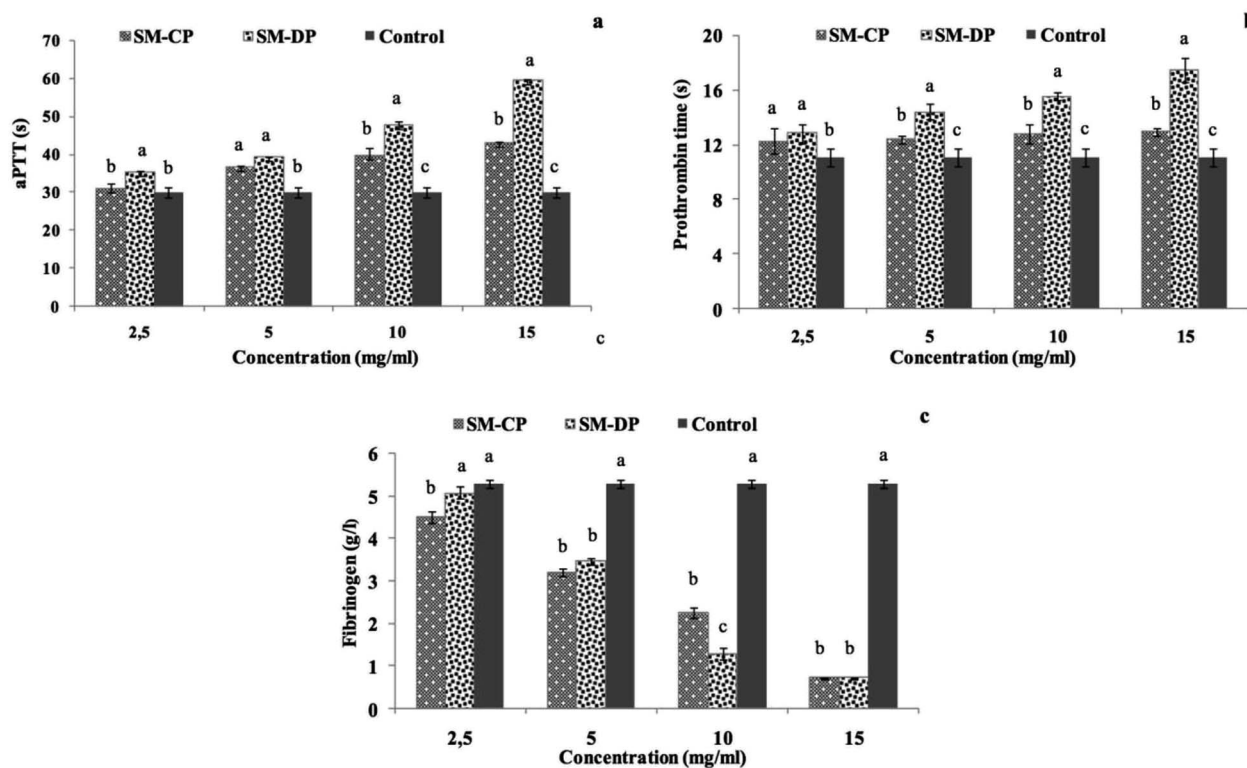 a
SM-CP SM-DP Control
aPTT (s)
70
60
50
40
30
20
10
0
b a b
a a b
b a c
b a c
2,5 5 10 15
Concentration (mg/ml)
c
SM-CP SM-DP Control
Prothrombin time (s)
20
16
12
8
4
0
a a b
b a c
b a c
b a c
2,5 5 10 15
Concentration (mg/ml)
c
SM-CP SM-DP Control
Fibrinogen (g/l)
6
5
4
3
2
1
0
b a a
b b a
b c a
b b a
2,5 5 10 15
Concentration (mg/ml)